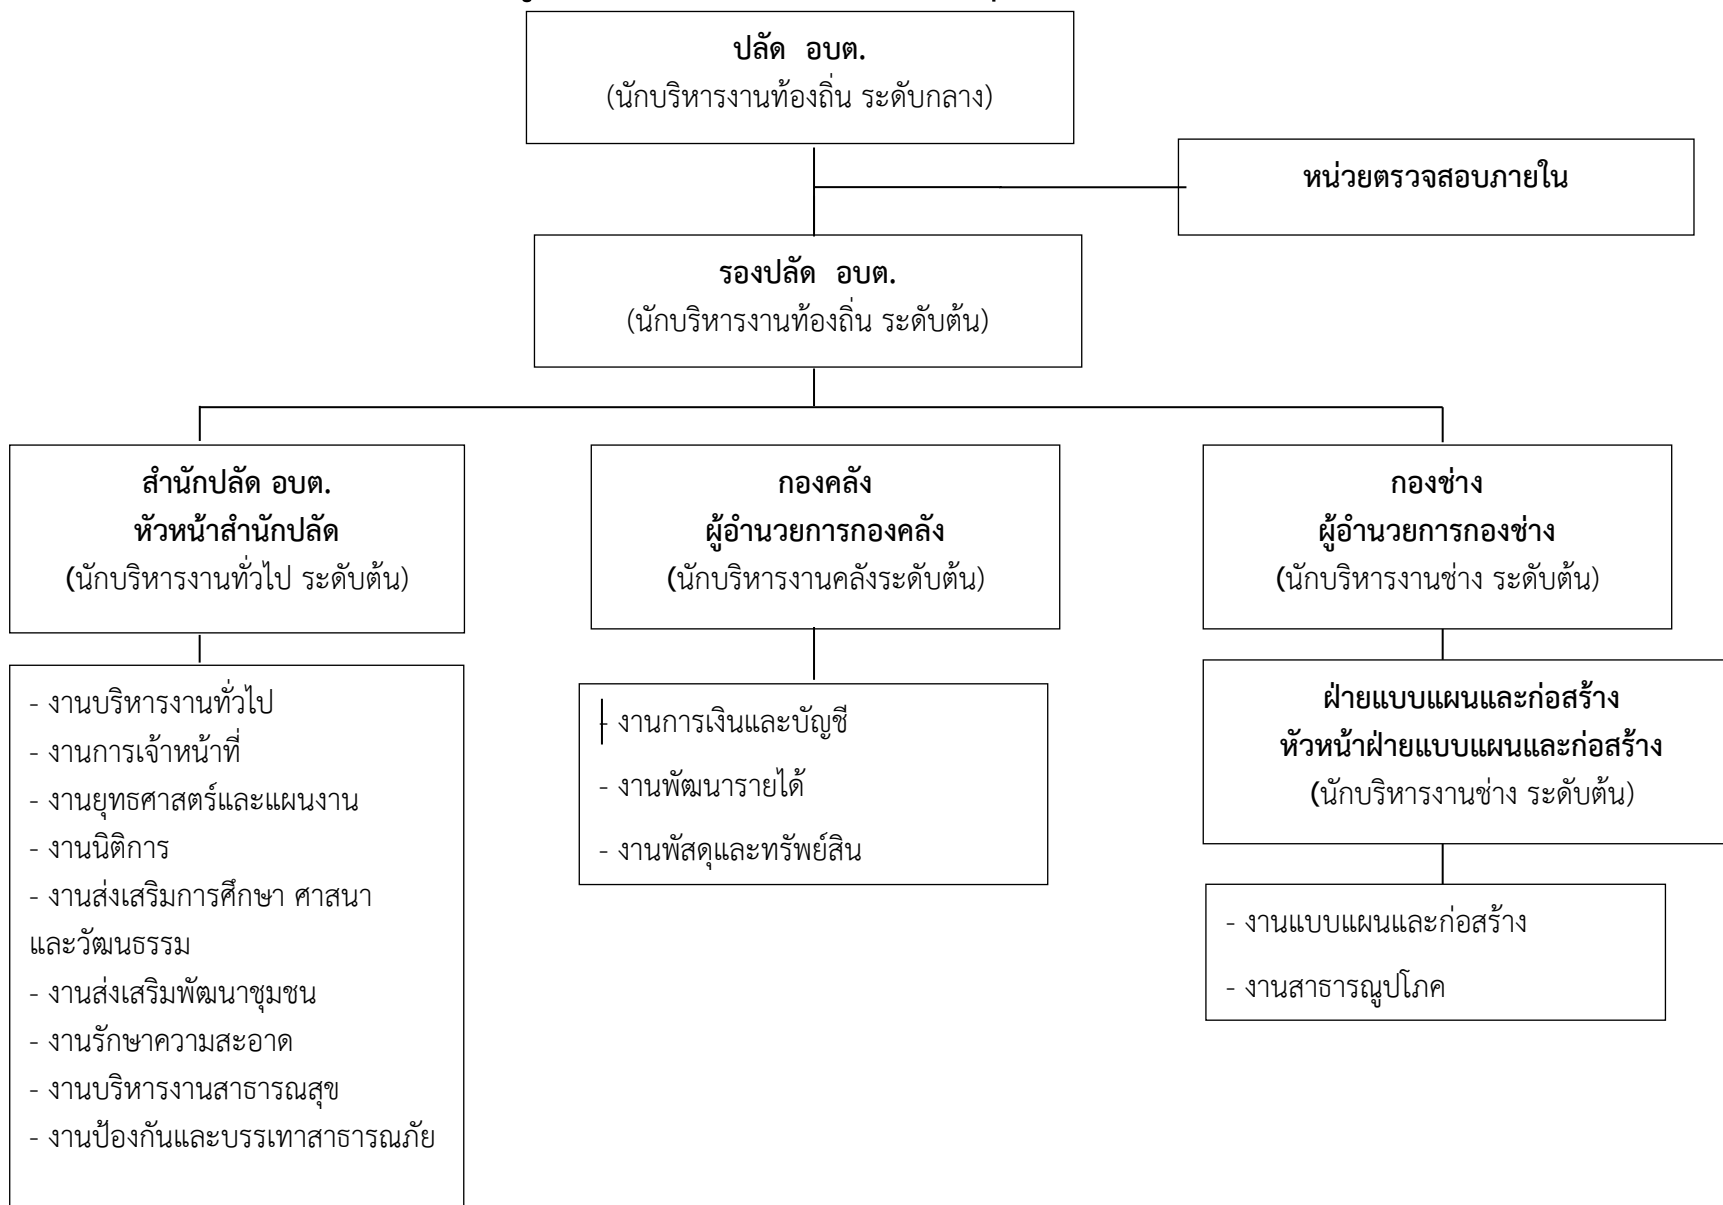 ปลัด อบต.
(นักบริหารงานท้องถิ่น ระดับกลาง)
หน่วยตรวจสอบภายใน
รองปลัด อบต.
(นักบริหารงานท้องถิ่น ระดับต้น)
สำนักปลัด อบต.
หัวหน้าสำนักปลัด
(นักบริหารงานทั่วไป ระดับต้น)
กองคลัง
ผู้อำนวยการกองคลัง
(นักบริหารงานคลังระดับต้น)
กองช่าง
ผู้อำนวยการกองช่าง
(นักบริหารงานช่าง ระดับต้น)
- งานบริหารงานทั่วไป
- งานการเจ้าหน้าที่
- งานยุทธศาสตร์และแผนงาน
- งานนิติการ
- งานส่งเสริมการศึกษา ศาสนา
และวัฒนธรรม
- งานส่งเสริมพัฒนาชุมชน
- งานรักษาความสะอาด
- งานบริหารงานสาธารณสุข
- งานป้องกันและบรรเทาสาธารณภัย
- งานการเงินและบัญชี
- งานพัฒนารายได้
- งานพัสดุและทรัพย์สิน
ฝ่ายแบบแผนและก่อสร้าง
หัวหน้าฝ่ายแบบแผนและก่อสร้าง
(นักบริหารงานช่าง ระดับต้น)
- งานแบบแผนและก่อสร้าง
- งานสาธารณูปโภค